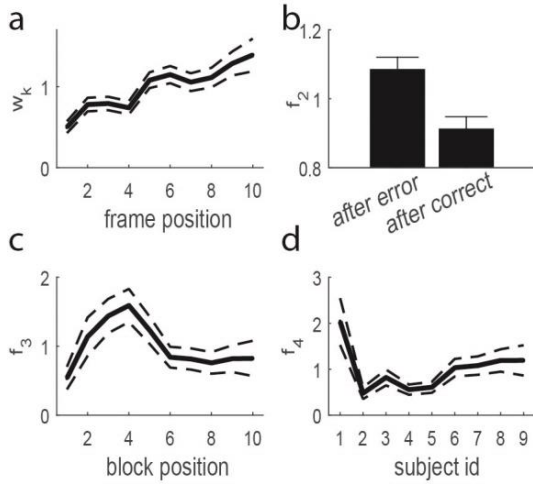 a
w_k
1
0
2 4 6 8 10
frame position
b
f_2
1.2
1
0.8
after error
after correct
c
f_3
2
1
0
2 4 6 8 10
block position
d
f_4
3
2
1
0
1 2 3 4 5 6 7 8 9
subject id